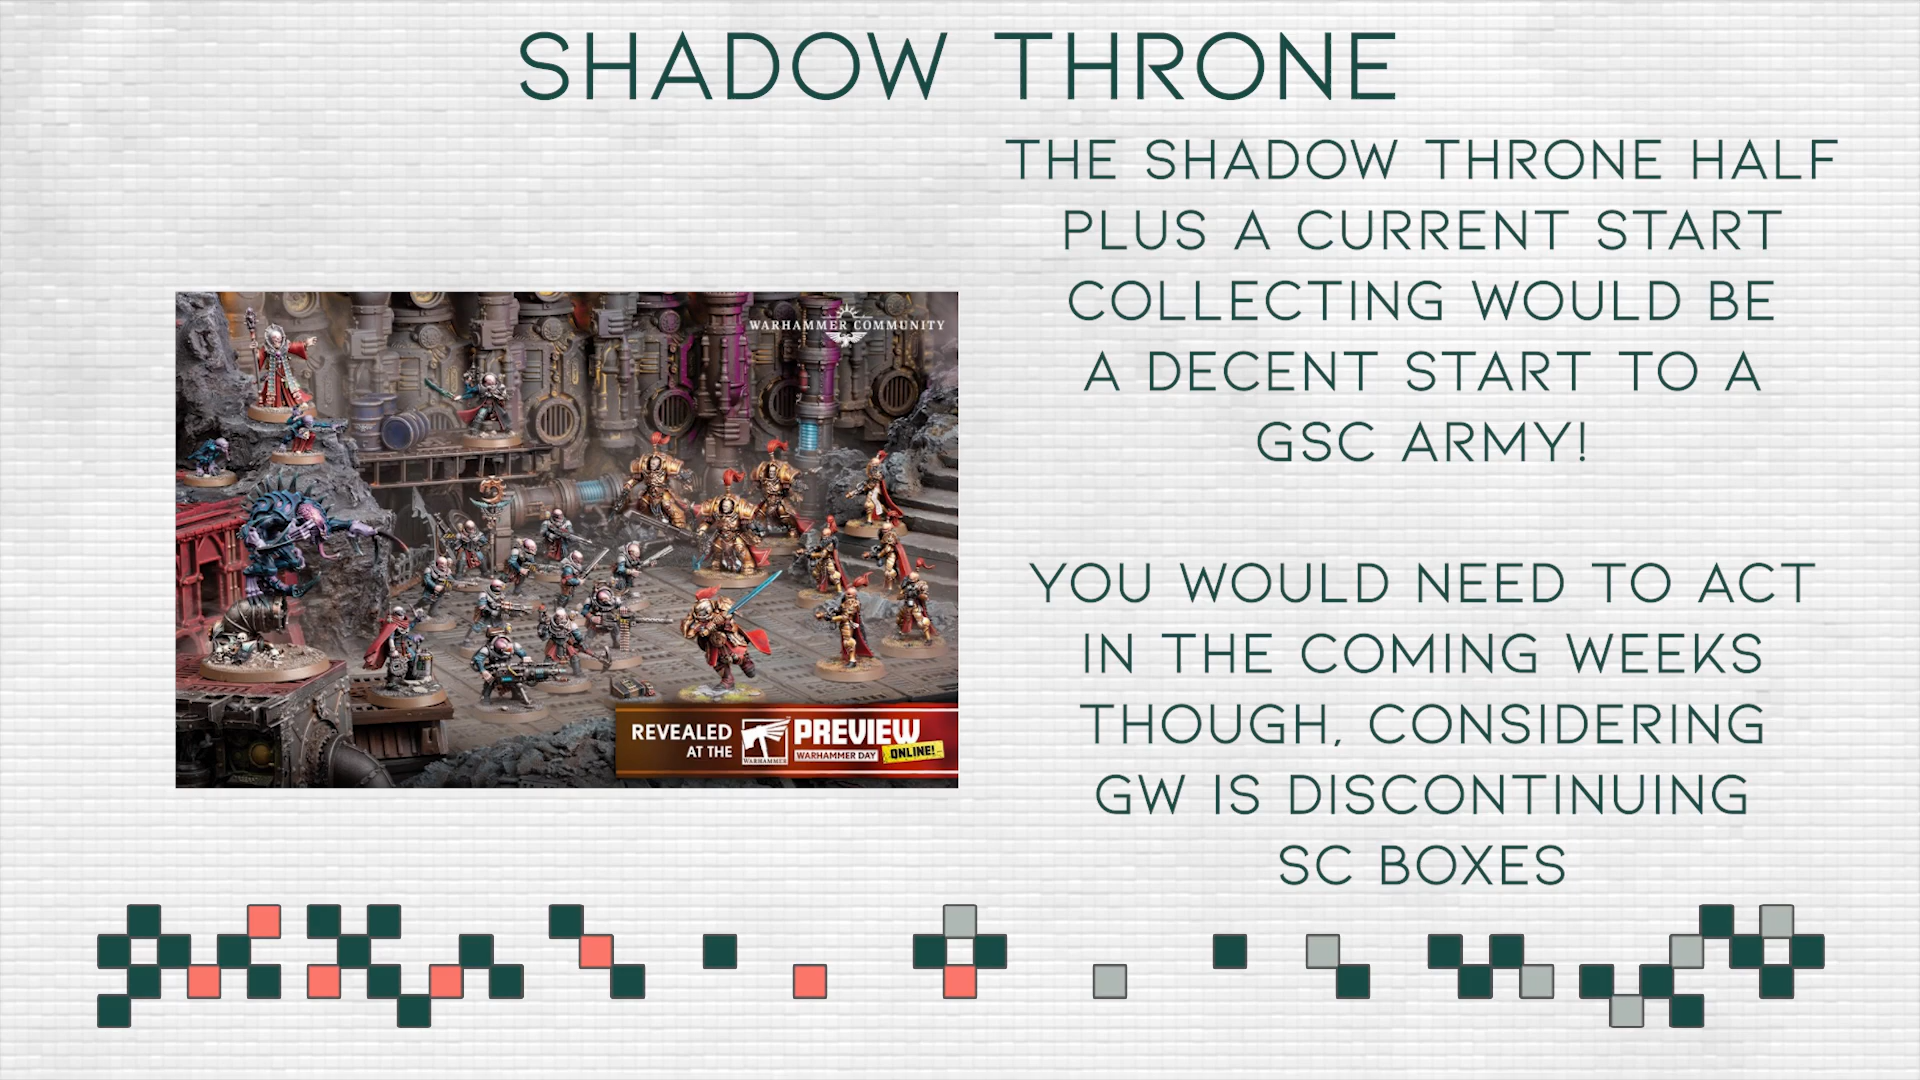 SHADOW THRONE
THE SHADOW THRONE HALF
PLUS A CURRENT START
COLLECTING WOULD BE
A DECENT START TO A
GSC ARMY!
YOU WOULD NEED TO ACT
IN THE COMING WEEKS
THOUGH, CONSIDERING
GW IS DISCONTINUING
SC BOXES
WARHAMMER COMMUNITY
REVEALED
AT THE
WARHAMMER
PREVIEW
WARHAMMER DAY
ONLINE!